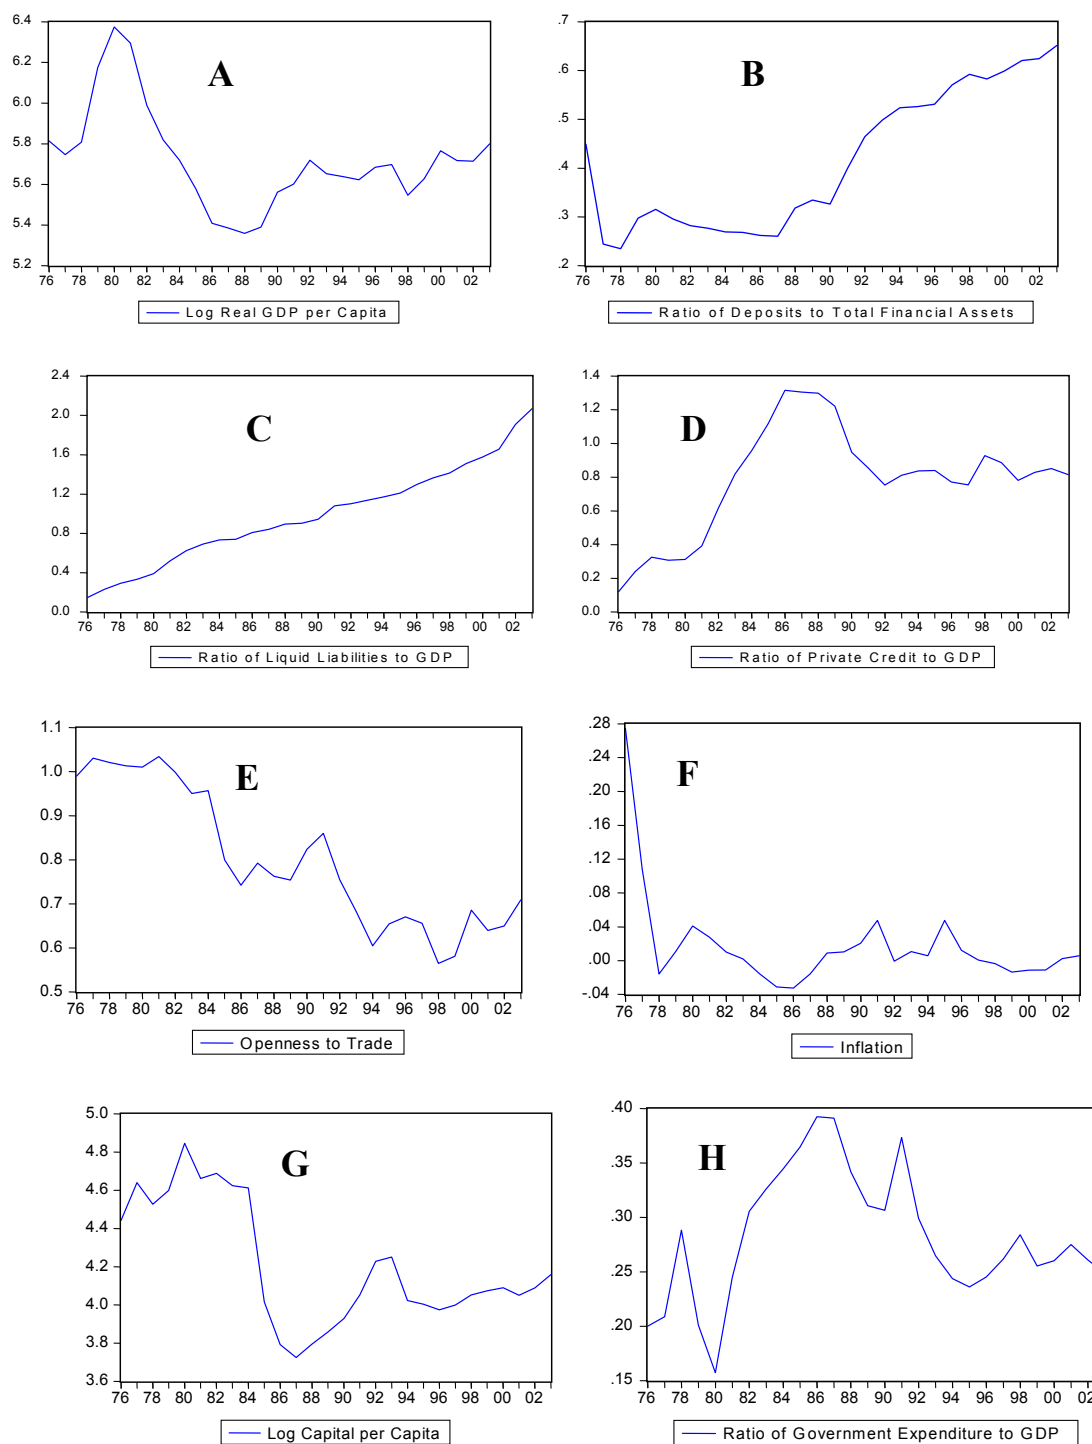 A
6.4
6.2
6.0
5.8
5.6
5.4
5.2
76 78 80 82 84 86 88 90 92 94 96 98 00 02
Log Real GDP per Capita
B
.7
.6
.5
.4
.3
.2
76 78 80 82 84 86 88 90 92 94 96 98 00 02
Ratio of Deposits to Total Financial Assets
C
2.4
2.0
1.6
1.2
0.8
0.4
0.0
76 78 80 82 84 86 88 90 92 94 96 98 00 02
Ratio of Liquid Liabilities to GDP
D
1.4
1.2
1.0
0.8
0.6
0.4
0.2
0.0
76 78 80 82 84 86 88 90 92 94 96 98 00 02
Ratio of Private Credit to GDP
E
1.1
1.0
0.9
0.8
0.7
0.6
0.5
76 78 80 82 84 86 88 90 92 94 96 98 00 02
Openness to Trade
F
.28
.24
.20
.16
.12
.08
.04
.00
-.04
76 78 80 82 84 86 88 90 92 94 96 98 00 02
Inflation
G
5.0
4.8
4.6
4.4
4.2
4.0
3.8
3.6
76 78 80 82 84 86 88 90 92 94 96 98 00 02
Log Capital per Capita
H
.40
.35
.30
.25
.20
.15
76 78 80 82 84 86 88 90 92 94 96 98 00 02
Ratio of Government Expenditure to GDP